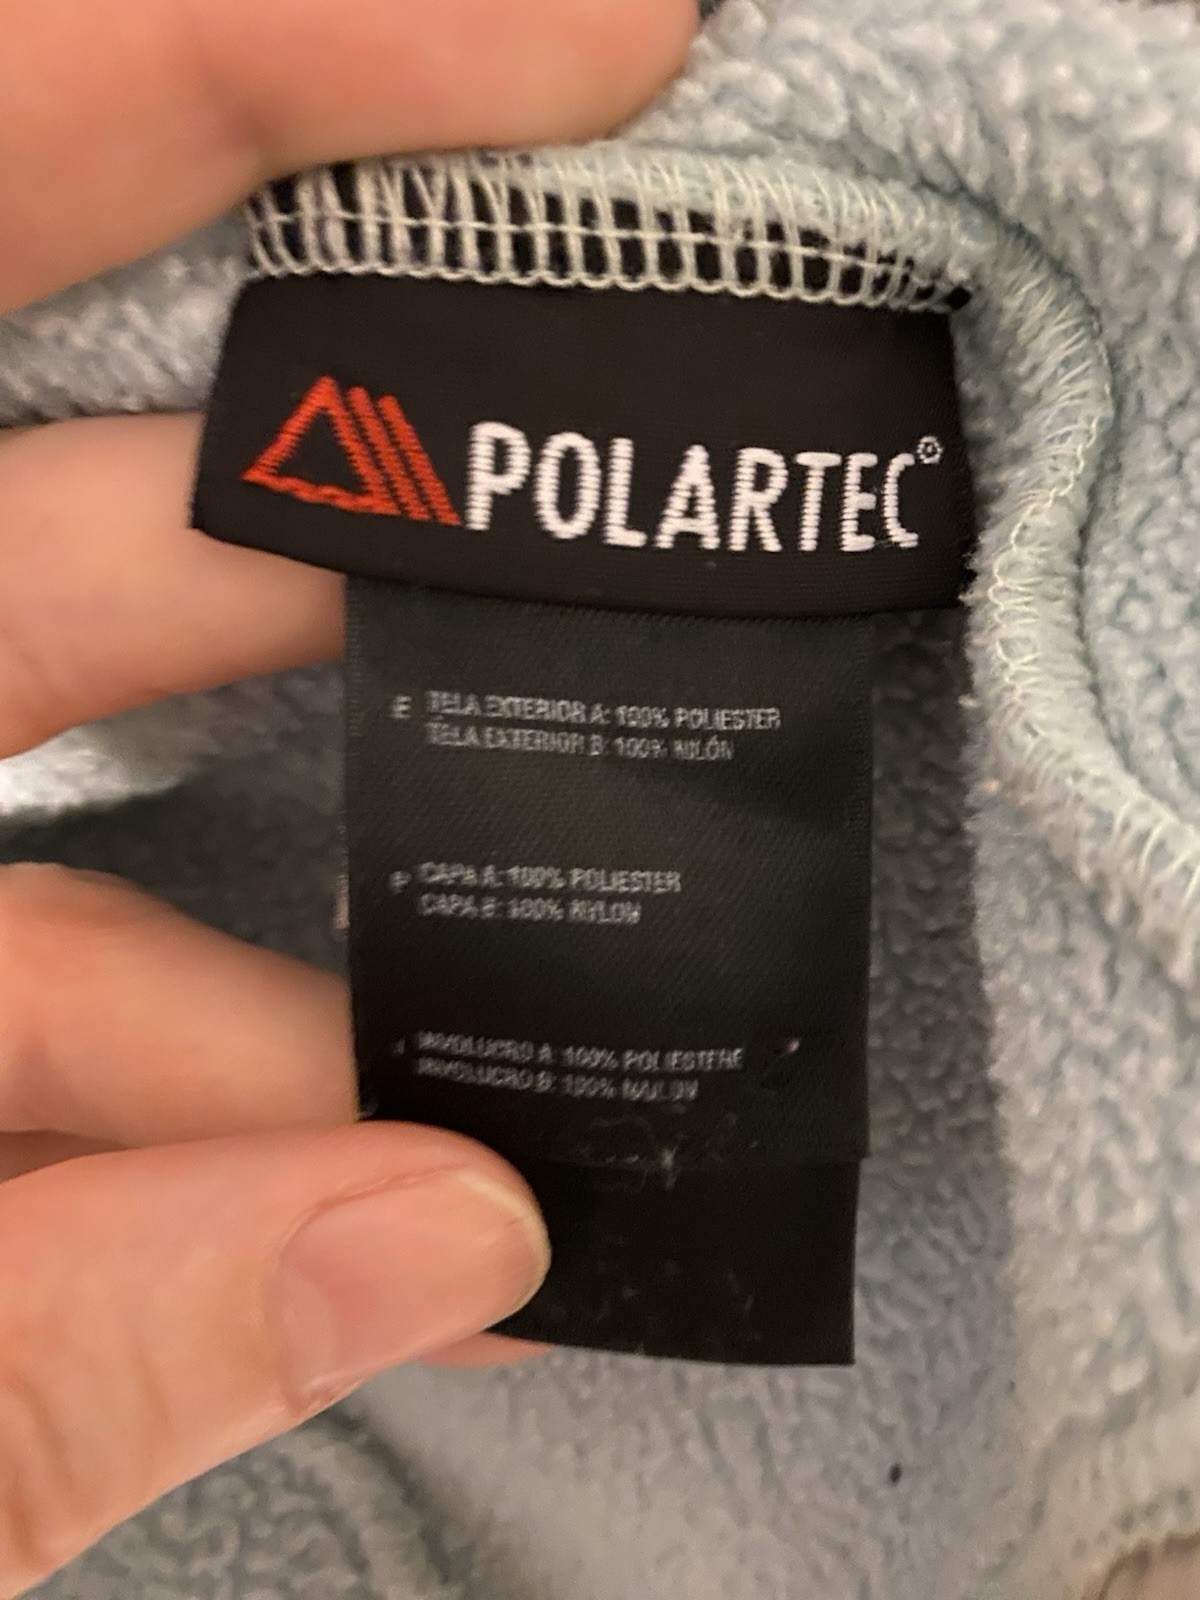 POLARTEC®
E TELA EXTERIOR A: 100% POLIESTER
TELA EXTERIOR B: 100% NILÓN
P CAPA A: 100% POLIESTER
CAPA B: 100% NYLON
I INVOLUCRO A: 100% POLIESTERE
INVOLUCRO B: 100% NAILON